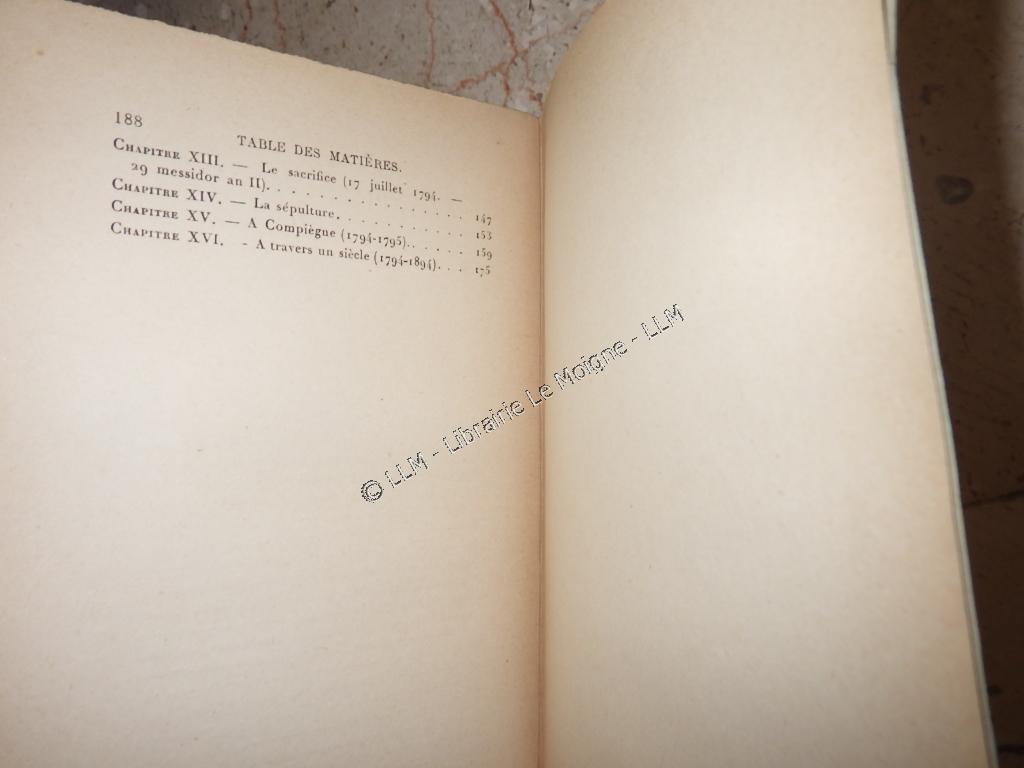 188
TABLE DES MATIÈRES.
CHAPITRE XIII. — Le sacrifice (17 juillet 1794. —
29 messidor an II). . . . . . . . . . . . . . . . 147
CHAPITRE XIV. — La sépulture. . . . . . . . . . 153
CHAPITRE XV. — A Compiègne (1794-1795). . . . . 159
CHAPITRE XVI. - A travers un siècle (1794-1894). . . 175
© LLM - Librairie Le Moigne - LLM